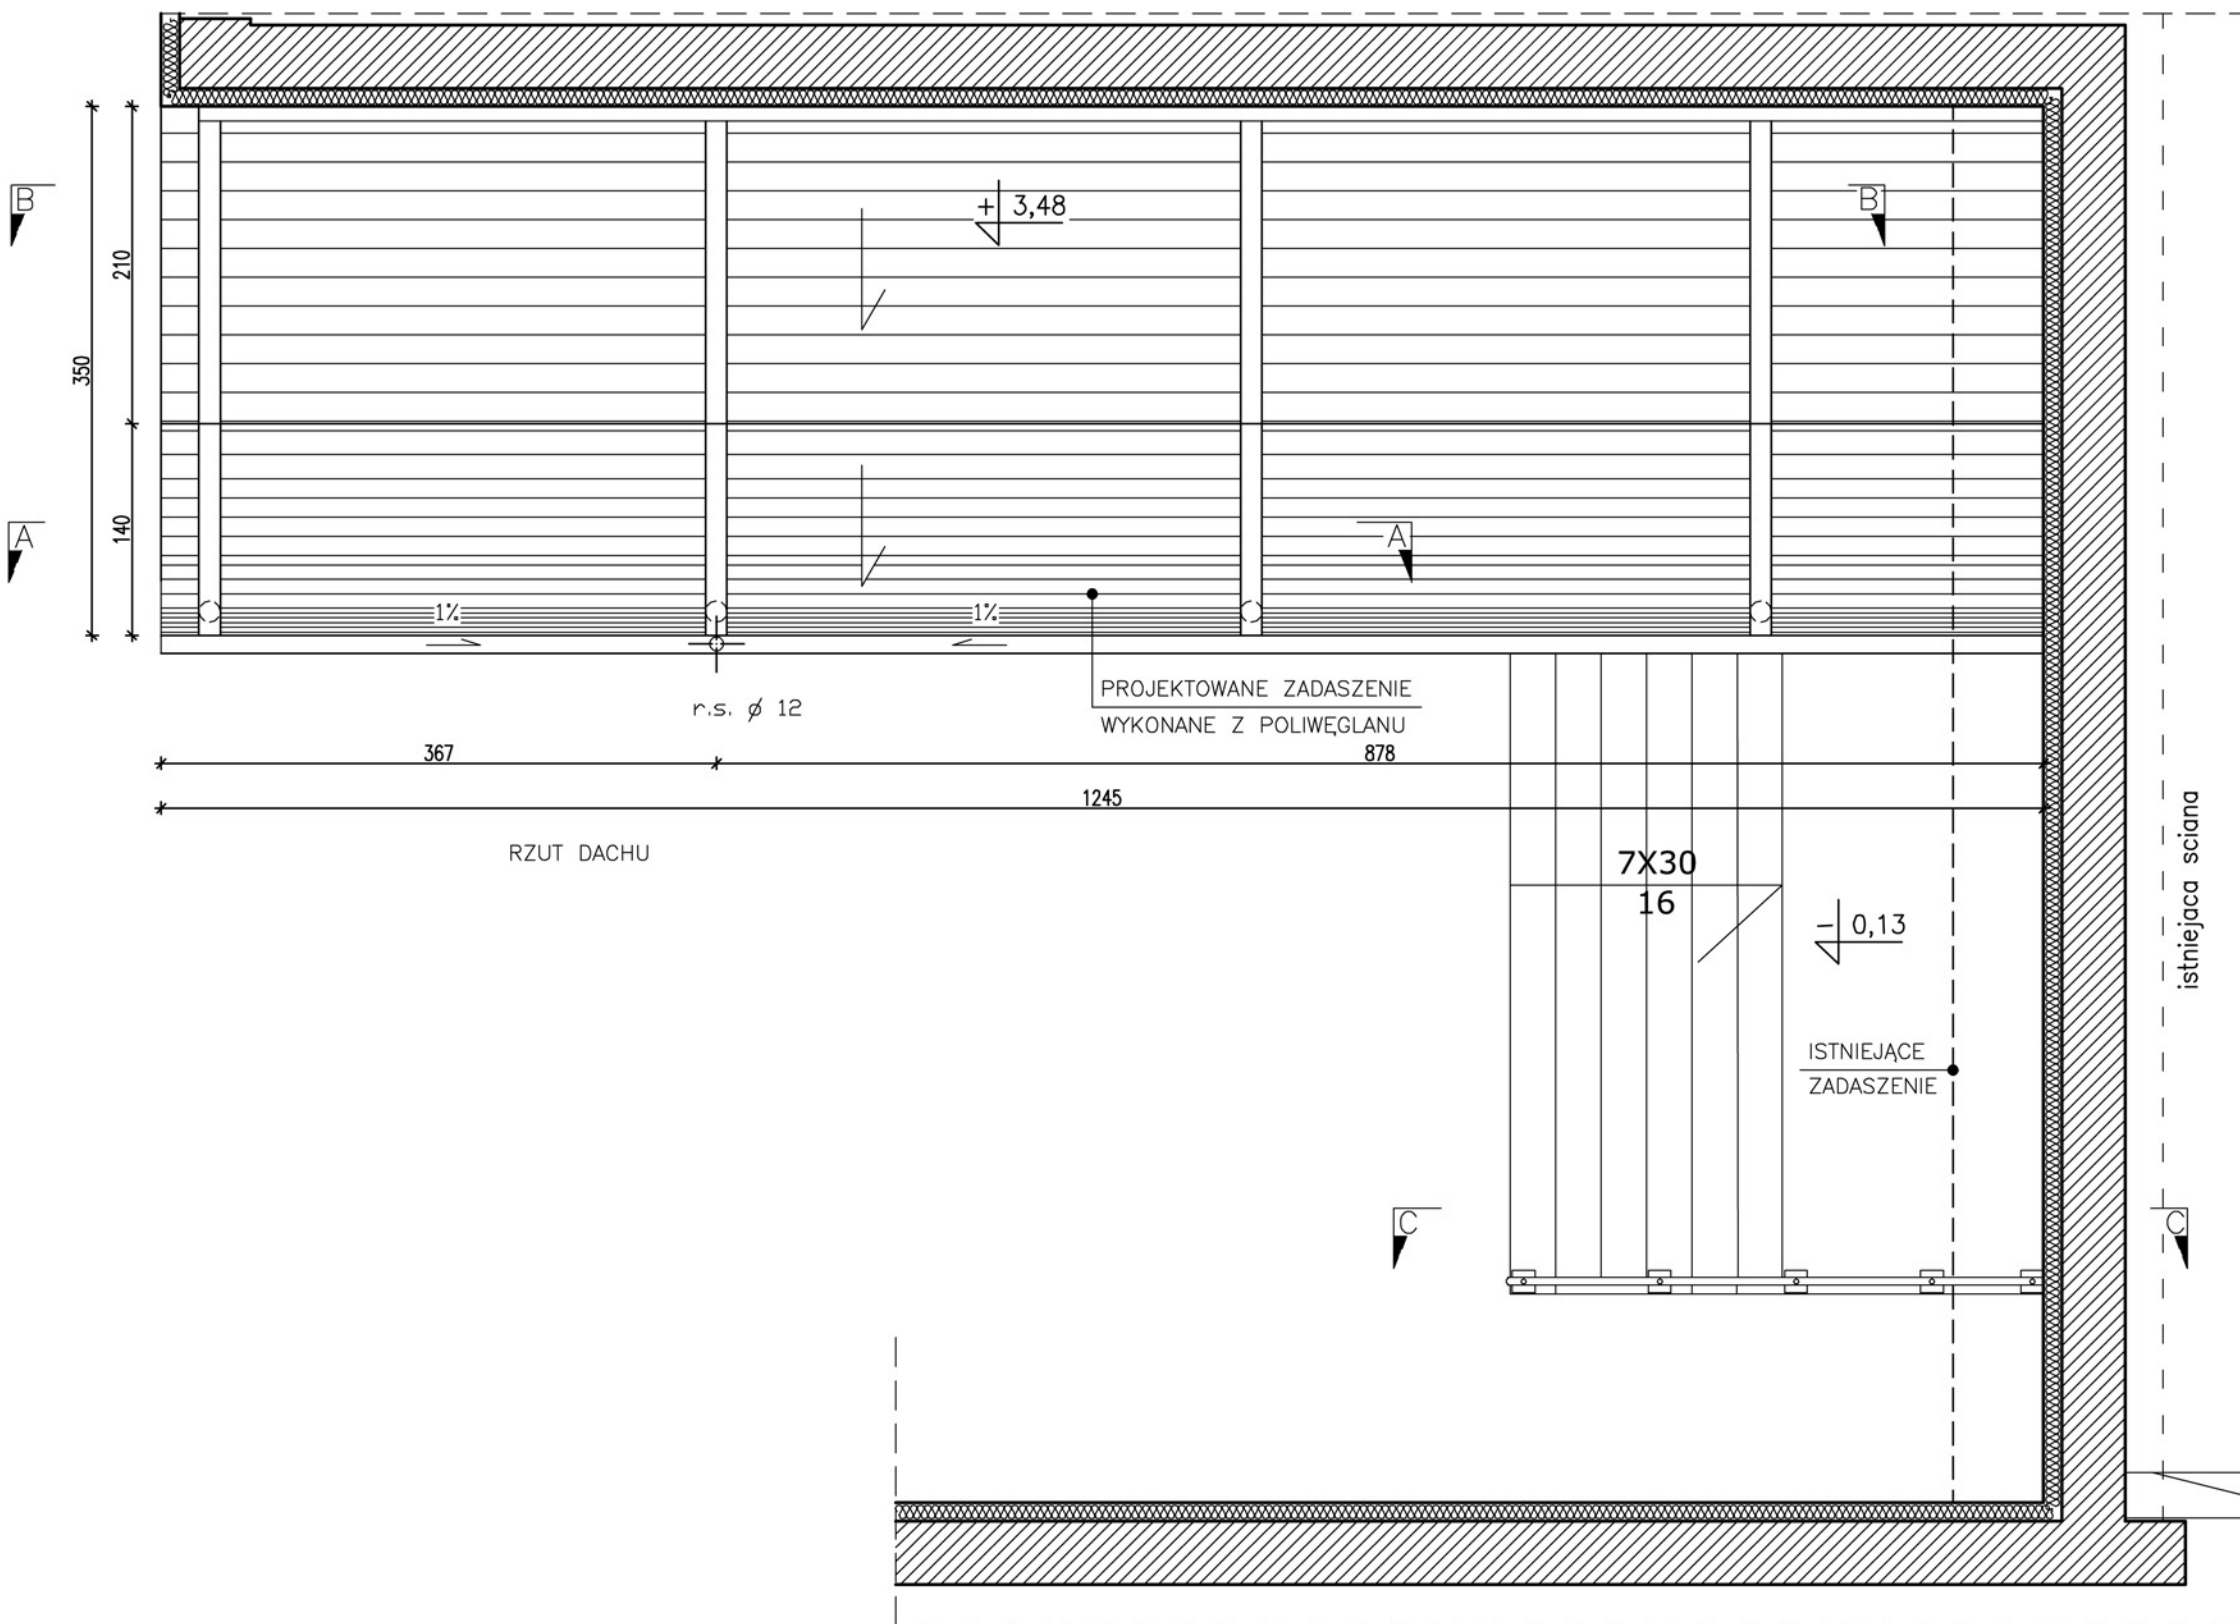 B
+ 3,48
B
210
350
140
A
A
1%
1%
PROJEKTOWANE ZADASZENIE
WYKONANE Z POLIWĘGLANU
r.s. ϕ 12
367
878
1245
RZUT DACHU
7X30
16
- 0,13
istniejaca sciana
ISTNIEJĄCE
ZADASZENIE
C
C